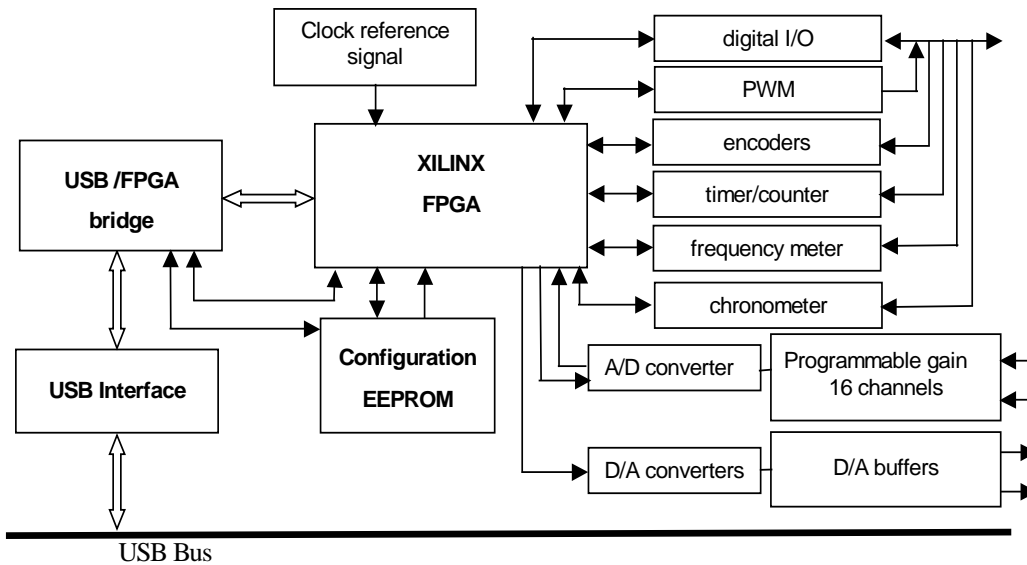 Clock reference
signal
digital I/O
PWM
encoders
timer/counter
frequency meter
chronometer
XILINX
FPGA
USB /FPGA
bridge
USB Interface
Configuration
EEPROM
A/D converter
Programmable gain
16 channels
D/A converters
D/A buffers
USB Bus